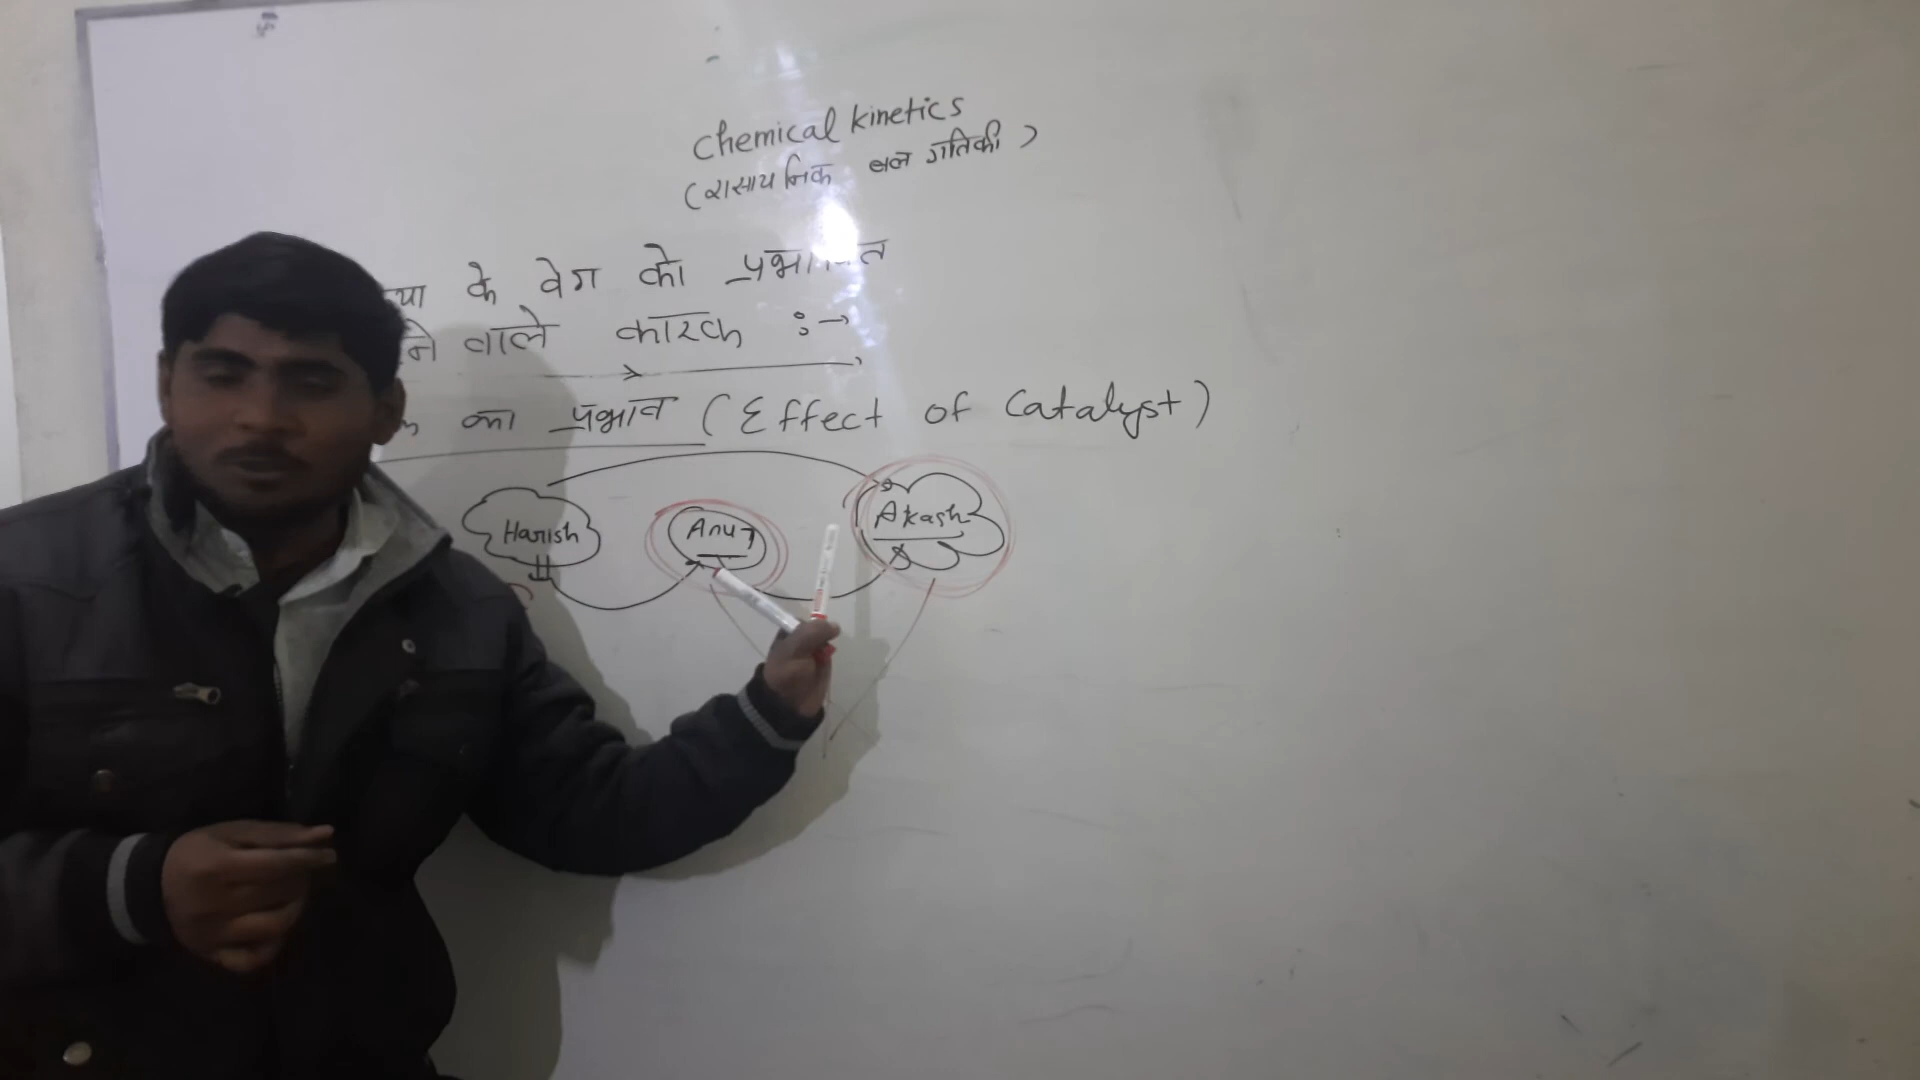 Chemical kinetics
(रासायनिक बल गतिकी)
के वेग को
वाले कारक :→
का प्रभाव (Effect of Catalyst)
Harish Anuj Akash